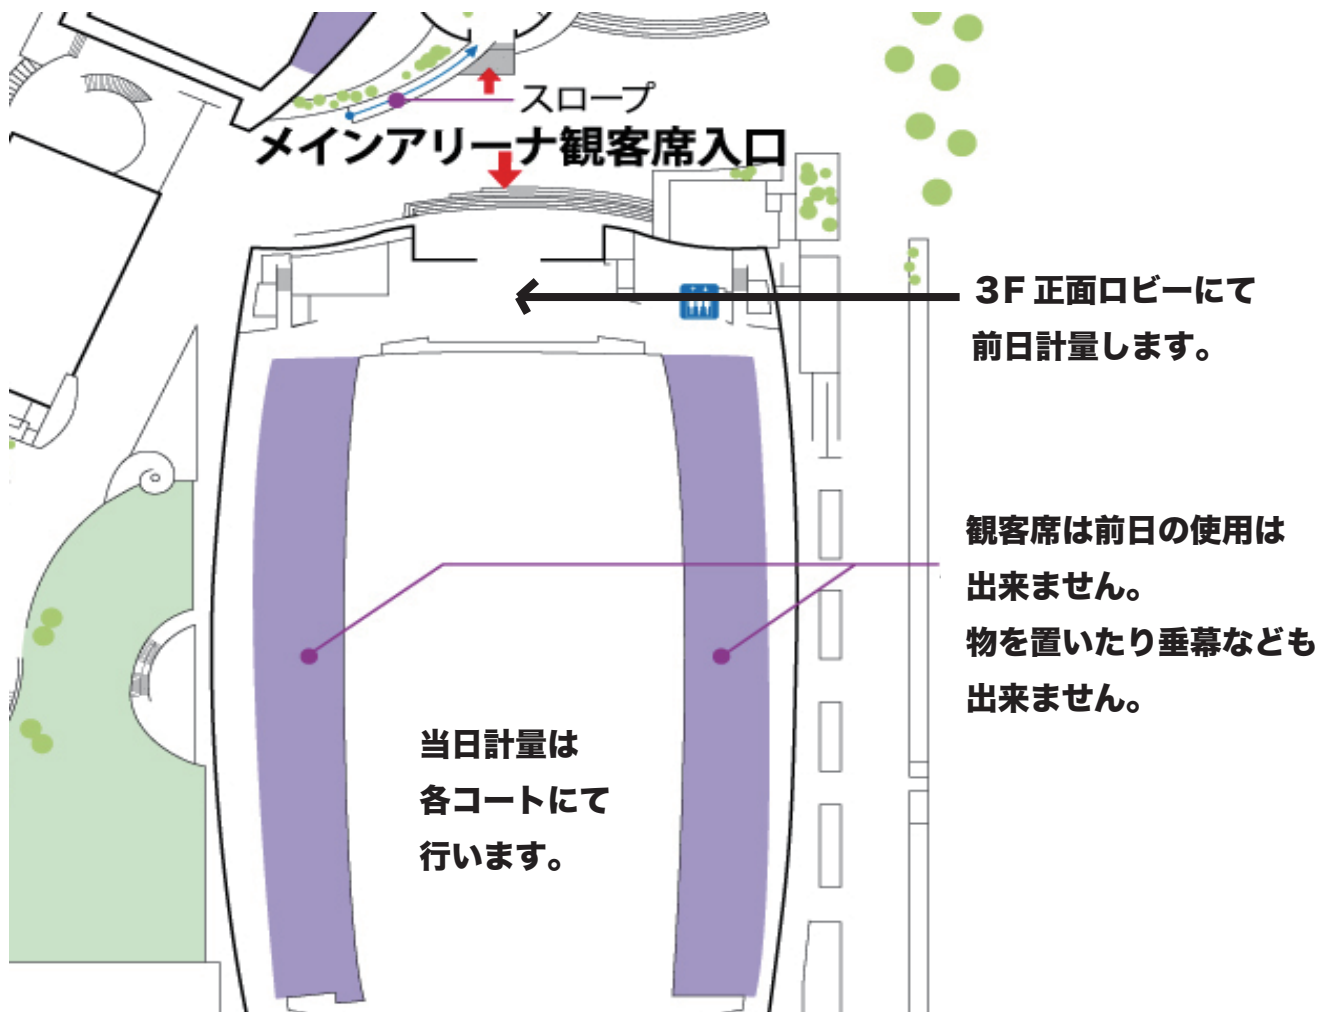 スロープ
メインアリーナ観客席入口
3F 正面ロビーにて
前日計量します。
観客席は前日の使用は
出来ません。
物を置いたり垂幕なども
出来ません。
当日計量は
各コートにて
行います。